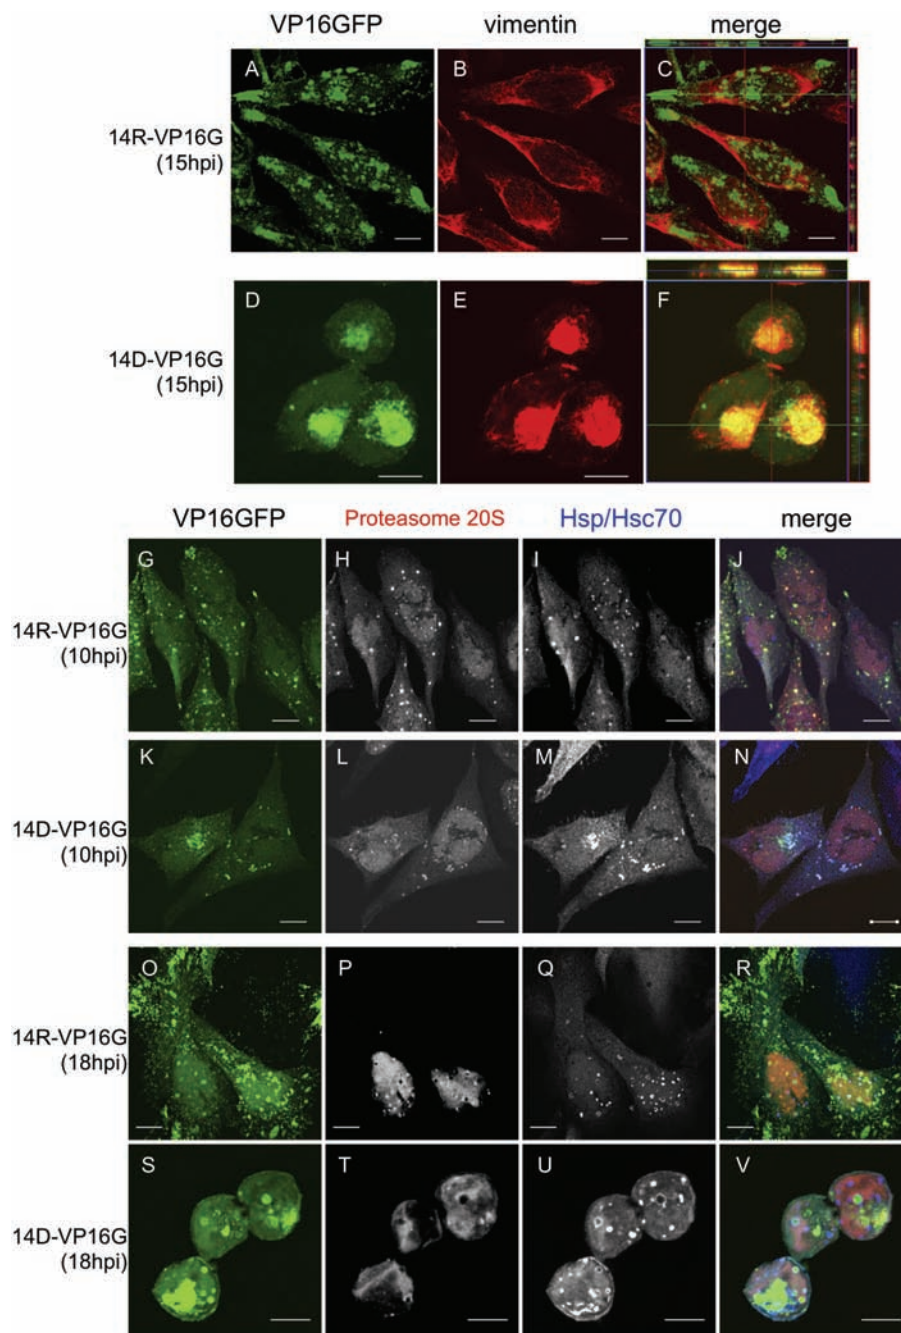 VP16GFP vimentin merge
A B C
14R-VP16G
(15hpi)
D E F
14D-VP16G
(15hpi)
VP16GFP Proteasome 20S Hsp/Hsc70 merge
G H I J
14R-VP16G
(10hpi)
K L M N
14D-VP16G
(10hpi)
O P Q R
14R-VP16G
(18hpi)
S T U V
14D-VP16G
(18hpi)